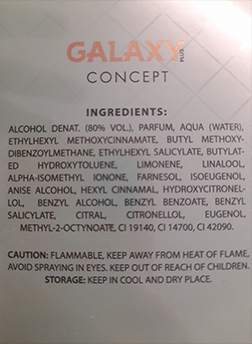 GALAXY PLUS
CONCEPT
INGREDIENTS:
ALCOHOL DENAT. (80% VOL.), PARFUM, AQUA (WATER),
ETHYLHEXYL METHOXYCINNAMATE, BUTYL METHOXY-
DIBENZOYLMETHANE, ETHYLHEXYL SALICYLATE, BUTYLAT-
ED HYDROXYTOLUENE, LIMONENE, LINALOOL,
ALPHA-ISOMETHYL IONONE, FARNESOL, ISOEUGENOL,
ANISE ALCOHOL, HEXYL CINNAMAL, HYDROXYCITRONEL-
LOL, BENZYL ALCOHOL, BENZYL BENZOATE, BENZYL
SALICYLATE, CITRAL, CITRONELLOL, EUGENOL,
METHYL-2-OCTYNOATE, CI 19140, CI 14700, CI 42090.
CAUTION: FLAMMABLE, KEEP AWAY FROM HEAT OF FLAME,
AVOID SPRAYING IN EYES. KEEP OUT OF REACH OF CHILDREN.
STORAGE: KEEP IN COOL AND DRY PLACE.